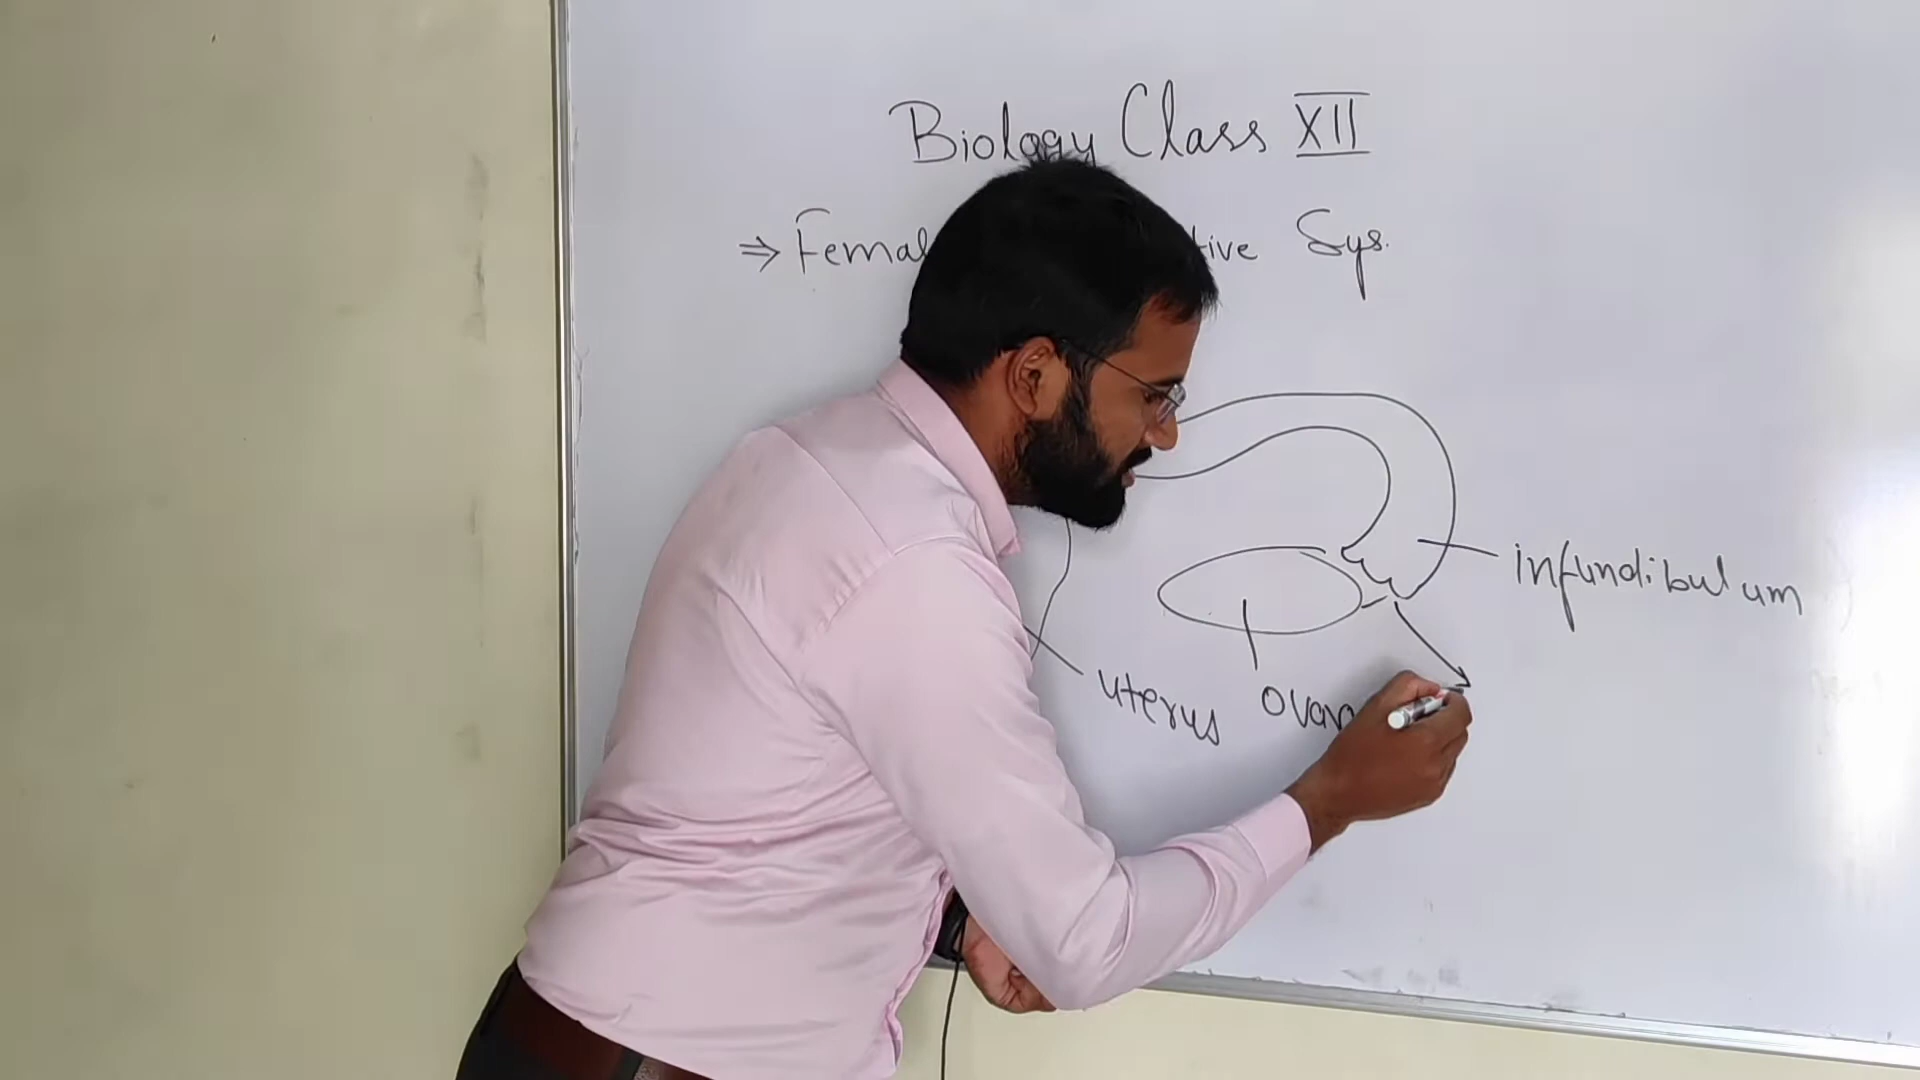 Biology Class XII
⇒ Femal tive Sys.
infundibulum
uterus
ovar